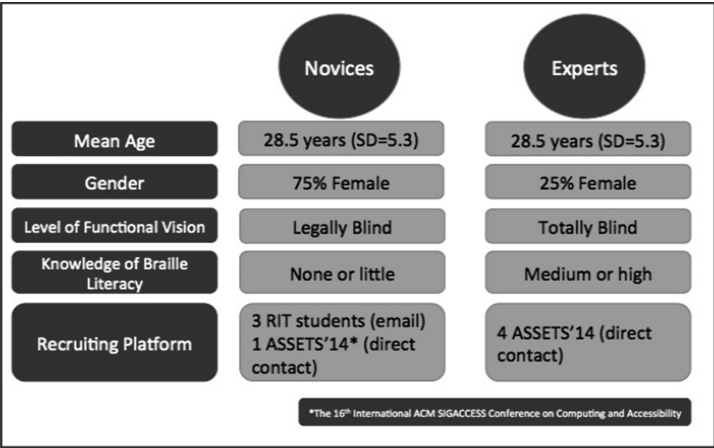 Novices Experts
Mean Age 28.5 years (SD=5.3) 28.5 years (SD=5.3)
Gender 75% Female 25% Female
Level of Functional Vision Legally Blind Totally Blind
Knowledge of Braille
Literacy
None or little Medium or high
Recruiting Platform
3 RIT students (email)
1 ASSETS'14* (direct
contact)
4 ASSETS'14 (direct
contact)
*The 16th International ACM SIGACCESS Conference on Computing and Accessibility